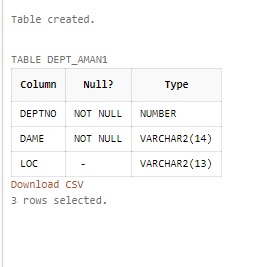 Table created.
TABLE DEPT_AMAN1
Column Null? Type
DEPTNO NOT NULL NUMBER
DAME NOT NULL VARCHAR2(14)
LOC - VARCHAR2(13)
Download CSV
3 rows selected.